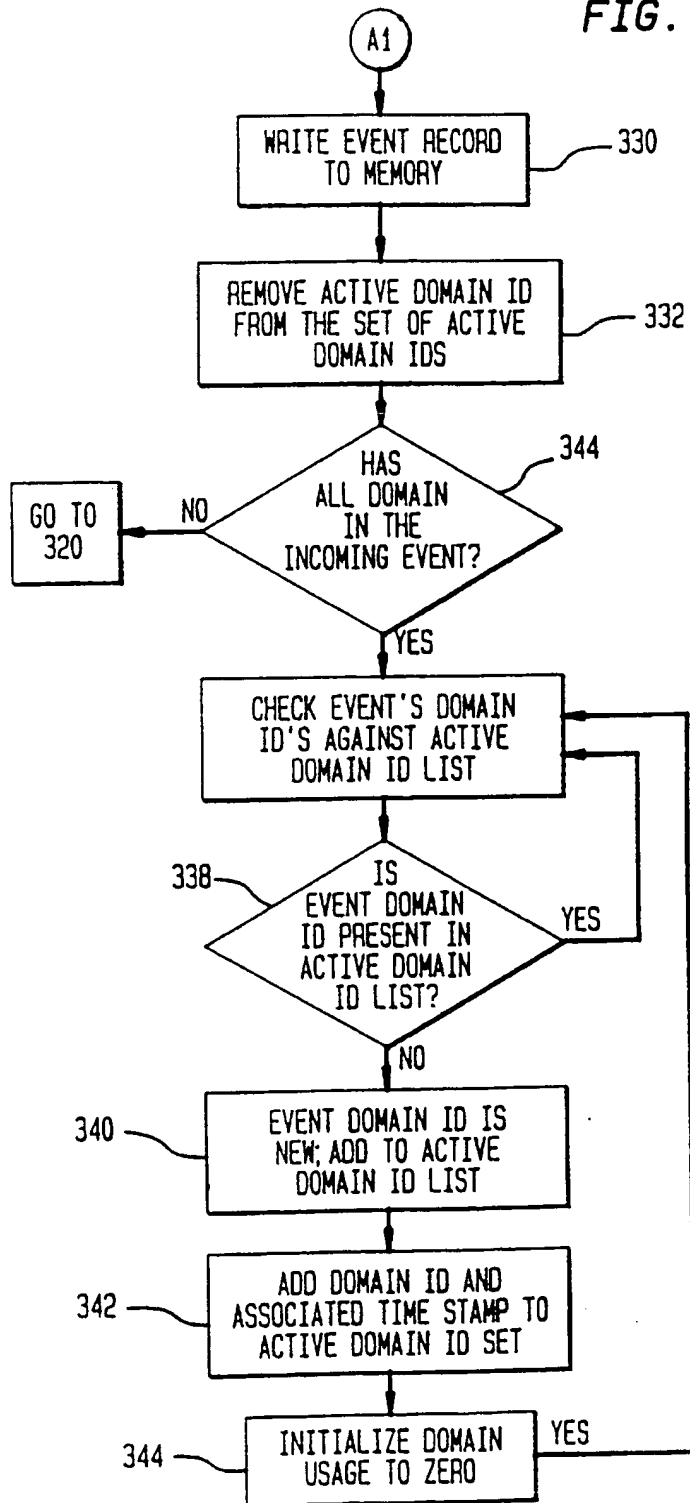 FIG.
A1
WRITE EVENT RECORD
TO MEMORY
330
REMOVE ACTIVE DOMAIN ID
FROM THE SET OF ACTIVE
DOMAIN IDS
332
HAS
ALL DOMAIN
IN THE
INCOMING EVENT?
344
NO
GO TO
320
YES
CHECK EVENT'S DOMAIN
ID'S AGAINST ACTIVE
DOMAIN ID LIST
338
IS
EVENT DOMAIN
ID PRESENT IN
ACTIVE DOMAIN
ID LIST?
YES
NO
340
EVENT DOMAIN ID IS
NEW; ADD TO ACTIVE
DOMAIN ID LIST
342
ADD DOMAIN ID AND
ASSOCIATED TIME STAMP TO
ACTIVE DOMAIN ID SET
344
INITIALIZE DOMAIN
USAGE TO ZERO
YES